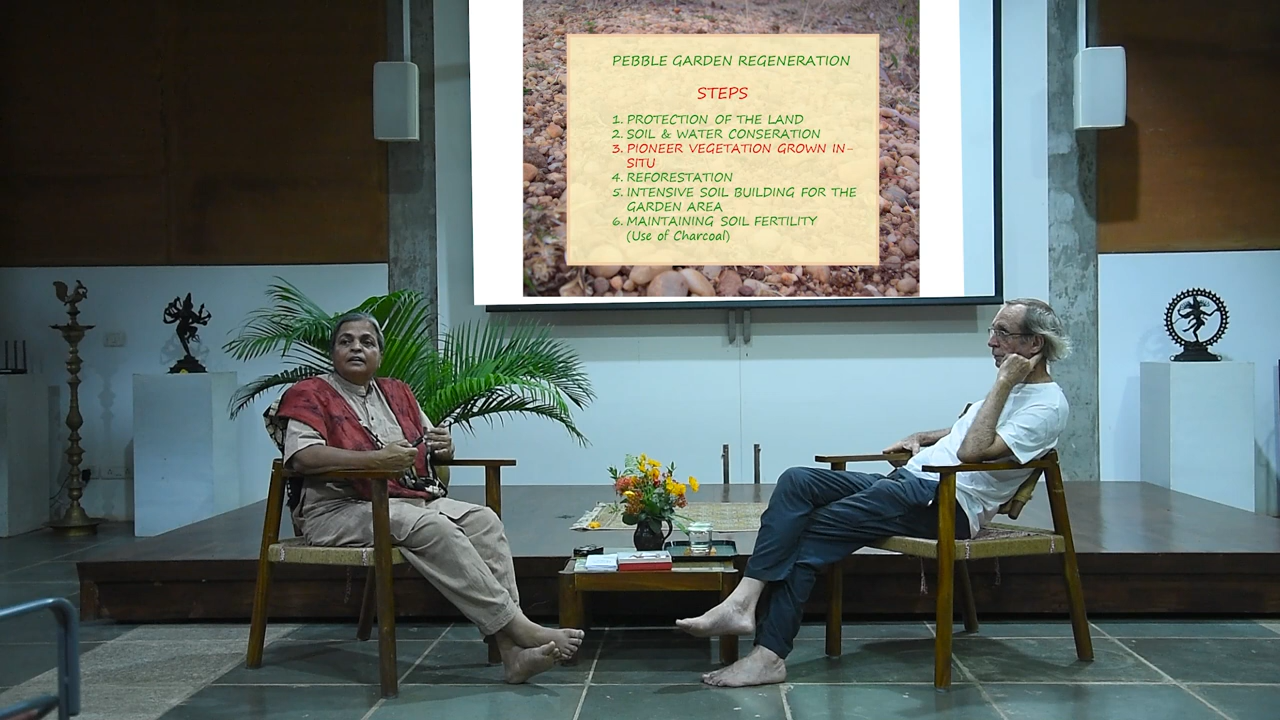 PEBBLE GARDEN REGENERATION
STEPS
1. PROTECTION OF THE LAND
2. SOIL & WATER CONSERATION
3. PIONEER VEGETATION GROWN IN-
SITU
4. REFORESTATION
5. INTENSIVE SOIL BUILDING FOR THE
GARDEN AREA
6. MAINTAINING SOIL FERTILITY
(Use of Charcoal)